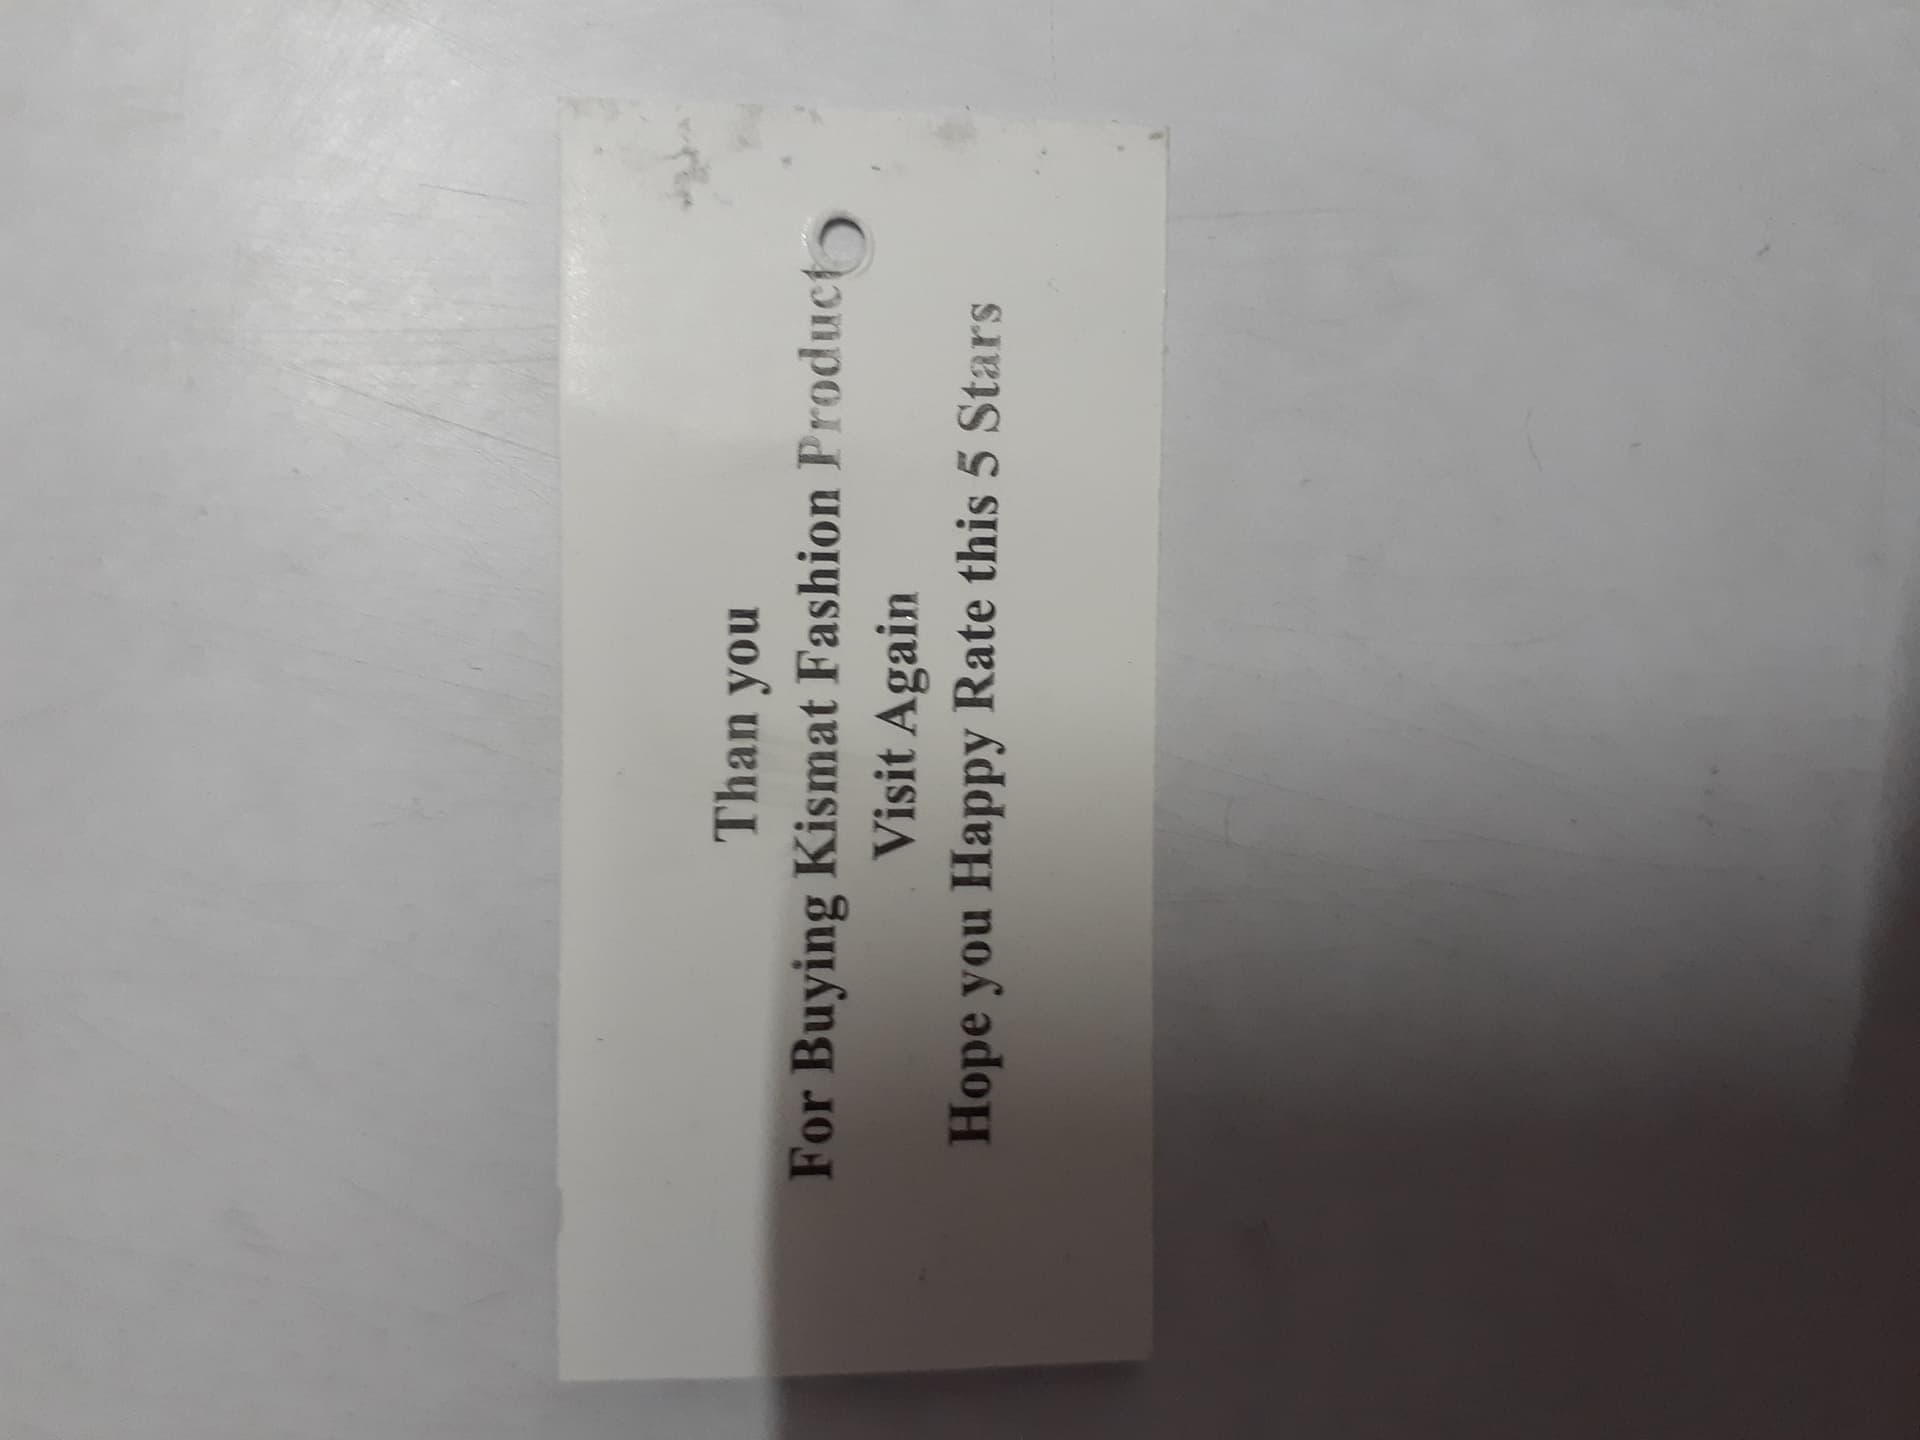 Than you
For Buying Kismat Fashion Product
Visit Again
Hope you Happy Rate this 5 Stars